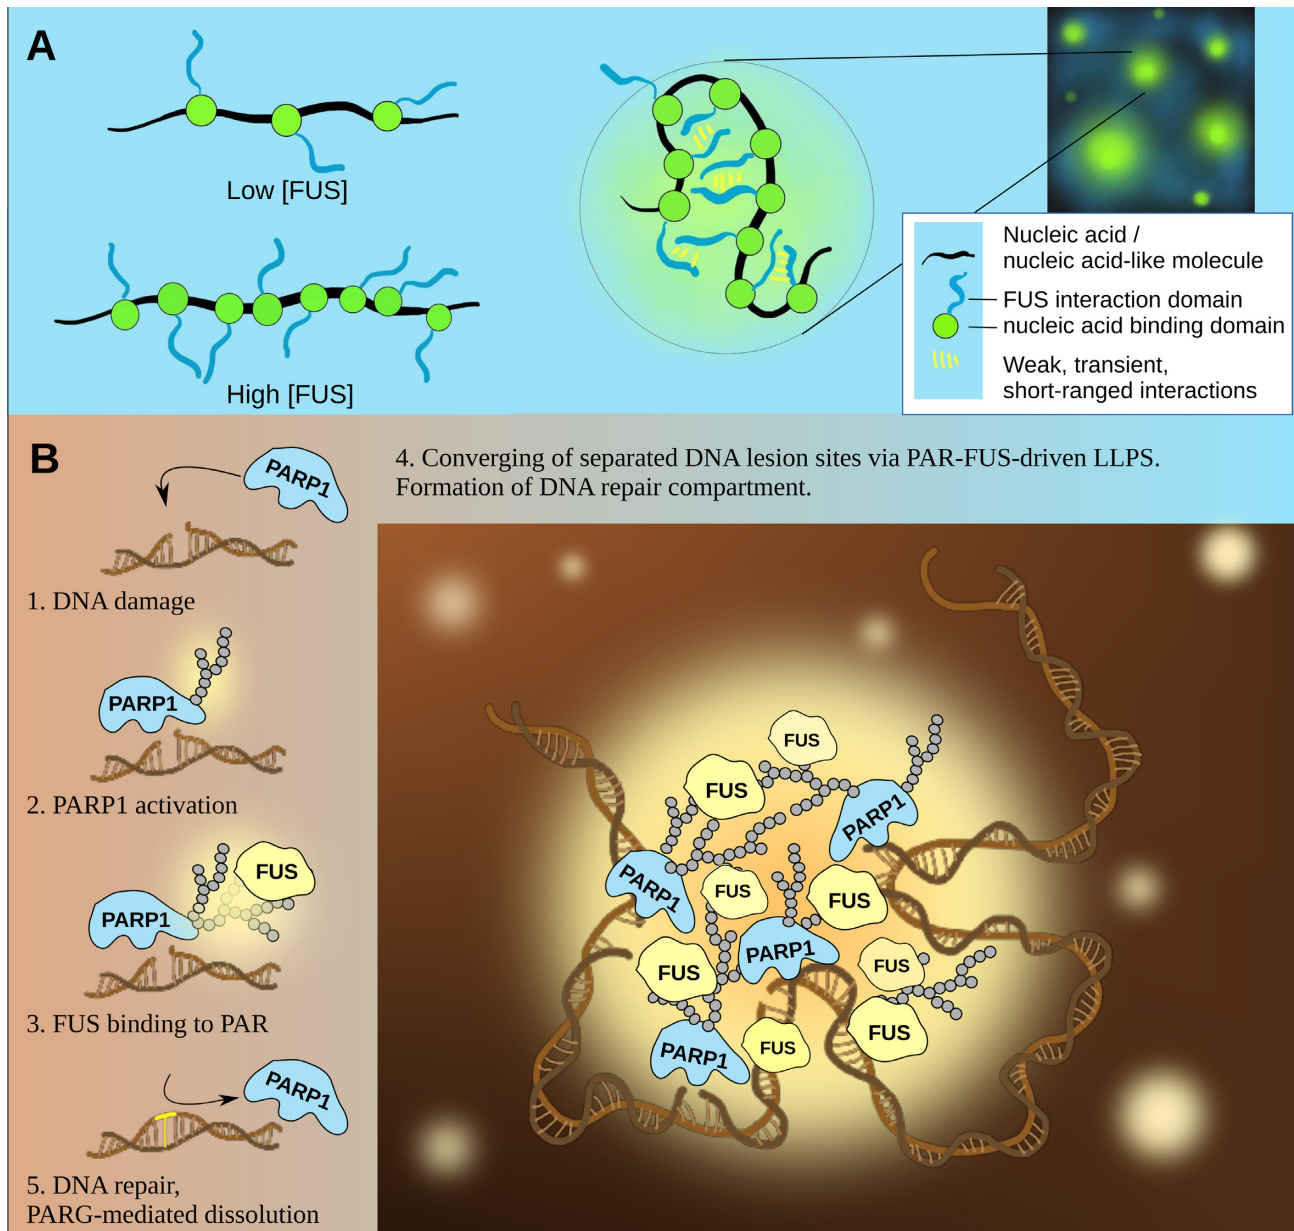 A
Low [FUS]
High [FUS]
Nucleic acid /
nucleic acid-like molecule
FUS interaction domain
nucleic acid binding domain
Weak, transient,
short-ranged interactions
B
PARP1
1. DNA damage
PARP1
2. PARP1 activation
FUS
PARP1
3. FUS binding to PAR
PARP1
5. DNA repair,
PARG-mediated dissolution
4. Converging of separated DNA lesion sites via PAR-FUS-driven LLPS.
Formation of DNA repair compartment.
FUS
FUS
PARP1
PARP1
FUS
FUS
PARP1
FUS
FUS
FUS
PARP1
FUS